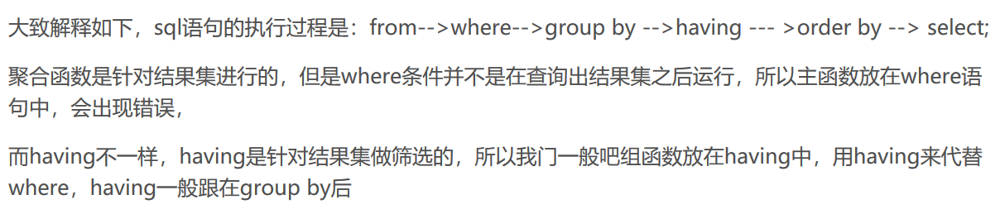 大致解释如下，sql语句的执行过程是：from-->where-->group by -->having --- >order by --> select;
聚合函数是针对结果集进行的，但是where条件并不是在查询出结果集之后运行，所以主函数放在where语
句中，会出现错误，
而having不一样，having是针对结果集做筛选的，所以我门一般吧组函数放在having中，用having来代替
where，having一般跟在group by后